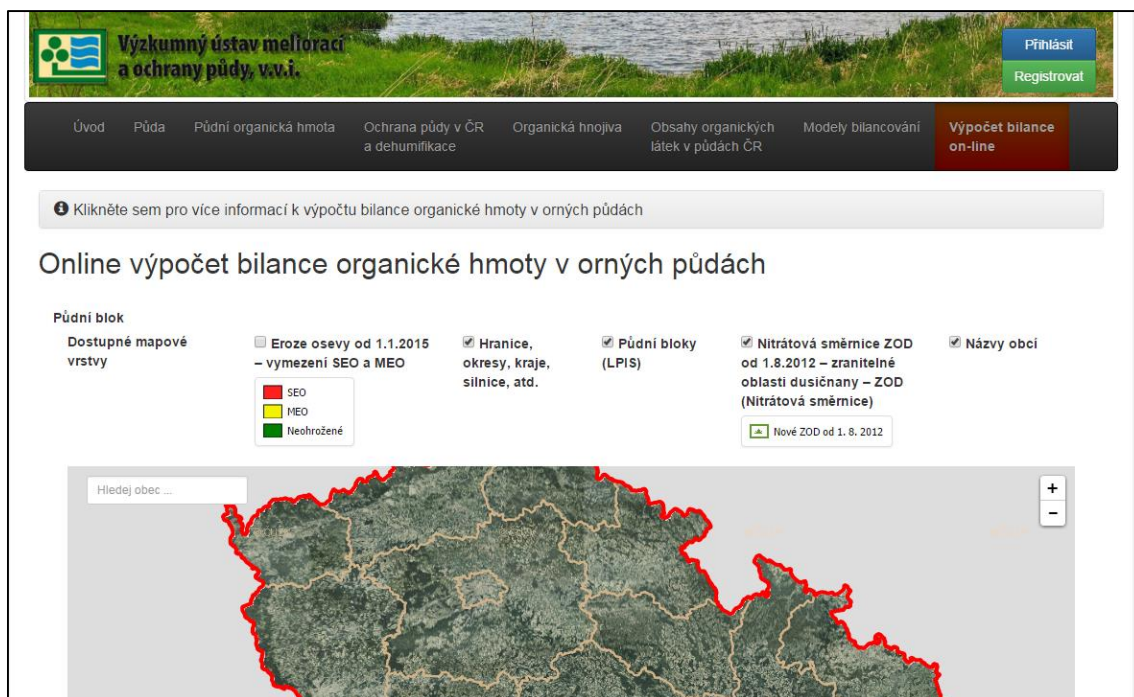 Výzkumný ústav meliorací
a ochrany půdy, v.v.i.
Přihlásit
Registrovat
Úvod
Půda
Půdní organická hmota
Ochrana půdy v ČR
a dehumifikace
Organická hnojiva
Obsahy organických
látek v půdách ČR
Modely bilancování
Výpočet bilance
on-line
Klikněte sem pro více informací k výpočtu bilance organické hmoty v orných půdách
Online výpočet bilance organické hmoty v orných půdách
Půdní blok
Dostupné mapové
vrstvy
Eroze osevy od 1.1.2015
– vymezení SEO a MEO
SEO
MEO
Neohrožené
Hranice,
okresy, kraje,
silnice, atd.
Půdní bloky
(LPIS)
Nitrátová směrnice ZOD
od 1.8.2012 – zranitelné
oblasti dusičnany – ZOD
(Nitrátová směrnice)
Nové ZOD od 1. 8. 2012
Názvy obcí
Hledej obec ...
+
−